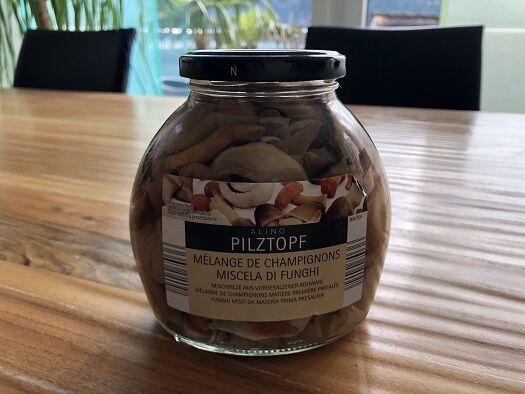 N
ALINO
PILZTOPF
MÉLANGE DE CHAMPIGNONS
MISCELA DI FUNGHI
MISCHPILZE AUS VORGESALZENER ROHWARE
MÉLANGE DE CHAMPIGNONS MATIÈRE PREMIÈRE PRÉSALÉE
FUNGHI MISTI DA MATERIA PRIMA PRESALATA